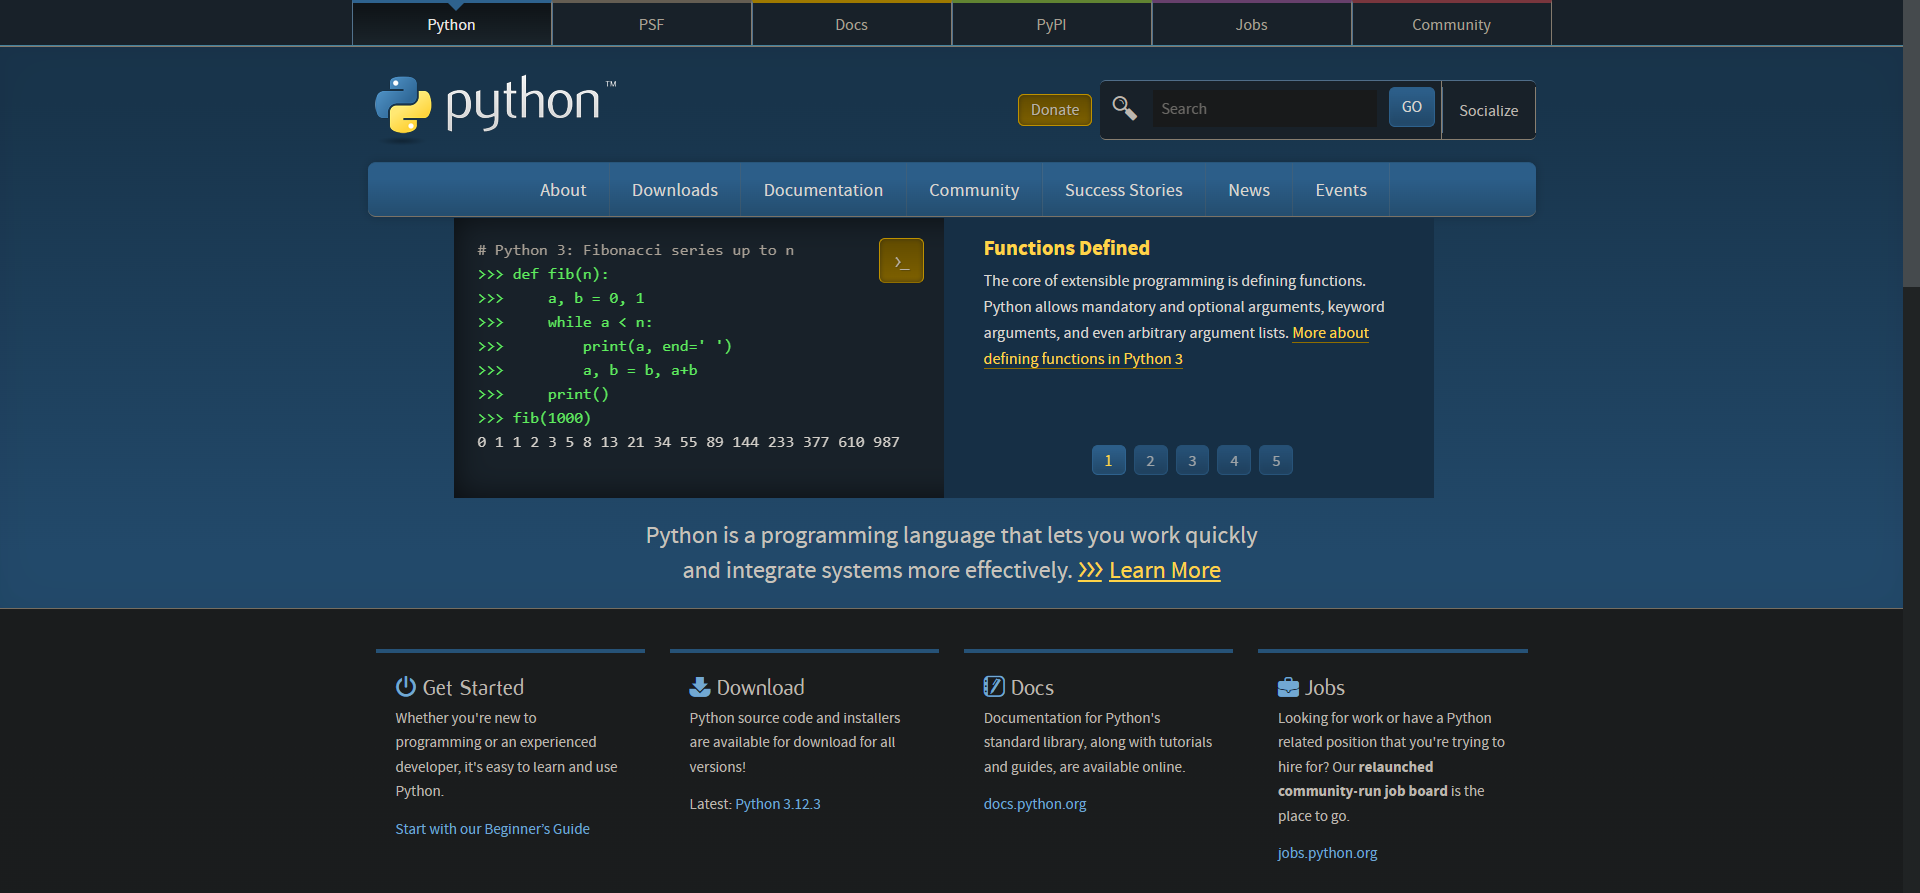 Python
PSF
Docs
PyPI
Jobs
Community
python™
Donate
Search
GO
Socialize
About
Downloads
Documentation
Community
Success Stories
News
Events
# Python 3: Fibonacci series up to n
>>> def fib(n):
>>>     a, b = 0, 1
>>>     while a < n:
>>>         print(a, end=' ')
>>>         a, b = b, a+b
>>>     print()
>>> fib(1000)
0 1 1 2 3 5 8 13 21 34 55 89 144 233 377 610 987
>_
Functions Defined
The core of extensible programming is defining functions.
Python allows mandatory and optional arguments, keyword
arguments, and even arbitrary argument lists. More about
defining functions in Python 3
1
2
3
4
5
Python is a programming language that lets you work quickly
and integrate systems more effectively. >>> Learn More
Get Started
Whether you're new to
programming or an experienced
developer, it's easy to learn and use
Python.
Start with our Beginner’s Guide
Download
Python source code and installers
are available for download for all
versions!
Latest: Python 3.12.3
Docs
Documentation for Python's
standard library, along with tutorials
and guides, are available online.
docs.python.org
Jobs
Looking for work or have a Python
related position that you're trying to
hire for? Our relaunched
community-run job board is the
place to go.
jobs.python.org